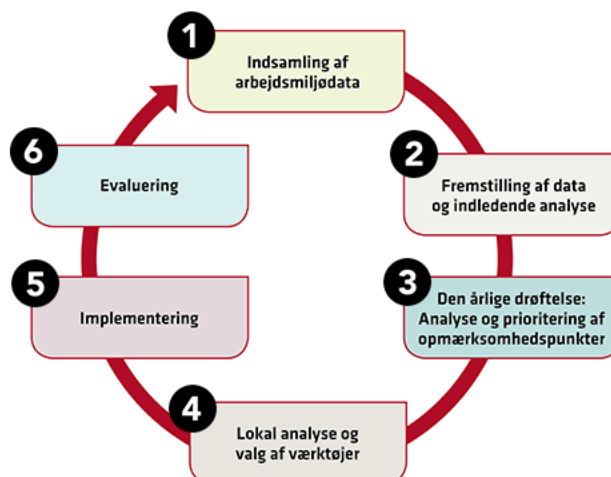 1
Indsamling af
arbejdsmiljødata
2
Fremstilling af data
og indledende analyse
3
Den årlige drøftelse:
Analyse og prioritering af
opmærksomhedspunkter
4
Lokal analyse og
valg af værktøjer
5
Implementering
6
Evaluering